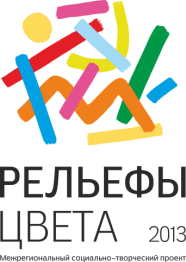 РЕЛЬЕФЫ
ЦВЕТА 2013
Межрегиональный социально-творческий проект